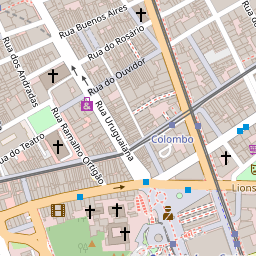 Rua Buenos Aires
Rua do Rosário
Rua do Ouvidor
Rua dos Andradas
Rua Uruguaiana
Colombo
Rua do Teatro
Rua Ramalho Ortigão
Lions